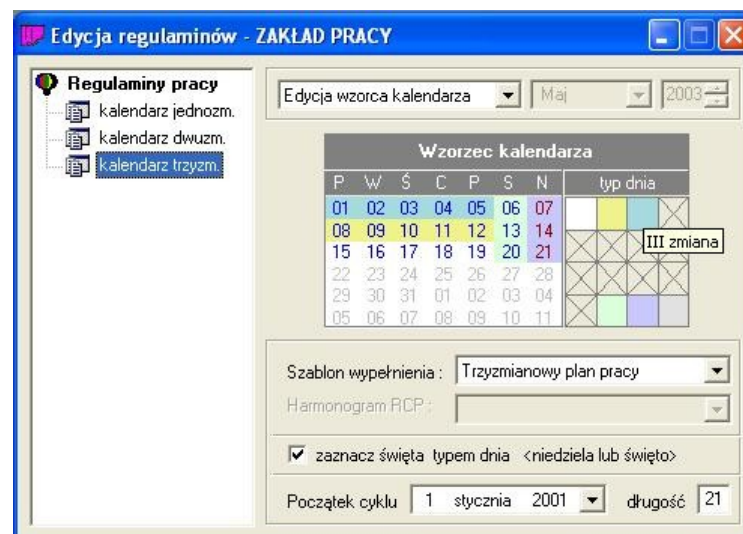 Edycja regulaminów - ZAKŁAD PRACY
Regulaminy pracy
kalendarz jednozm.
kalendarz dwuzm.
kalendarz trzyzm.
Edycja wzorca kalendarza
Maj
2003
Wzorzec kalendarza
P W Ś C P S N typ dnia
01 02 03 04 05 06 07
08 09 10 11 12 13 14
III zmiana
15 16 17 18 19 20 21
22 23 24 25 26 27 28
29 30 31 01 02 03 04
05 06 07 08 09 10 11
Szablon wypełnienia : Trzyzmianowy plan pracy
Harmonogram RCP :
zaznacz święta typem dnia <niedziela lub święto>
Początek cyklu 1 stycznia 2001 długość 21